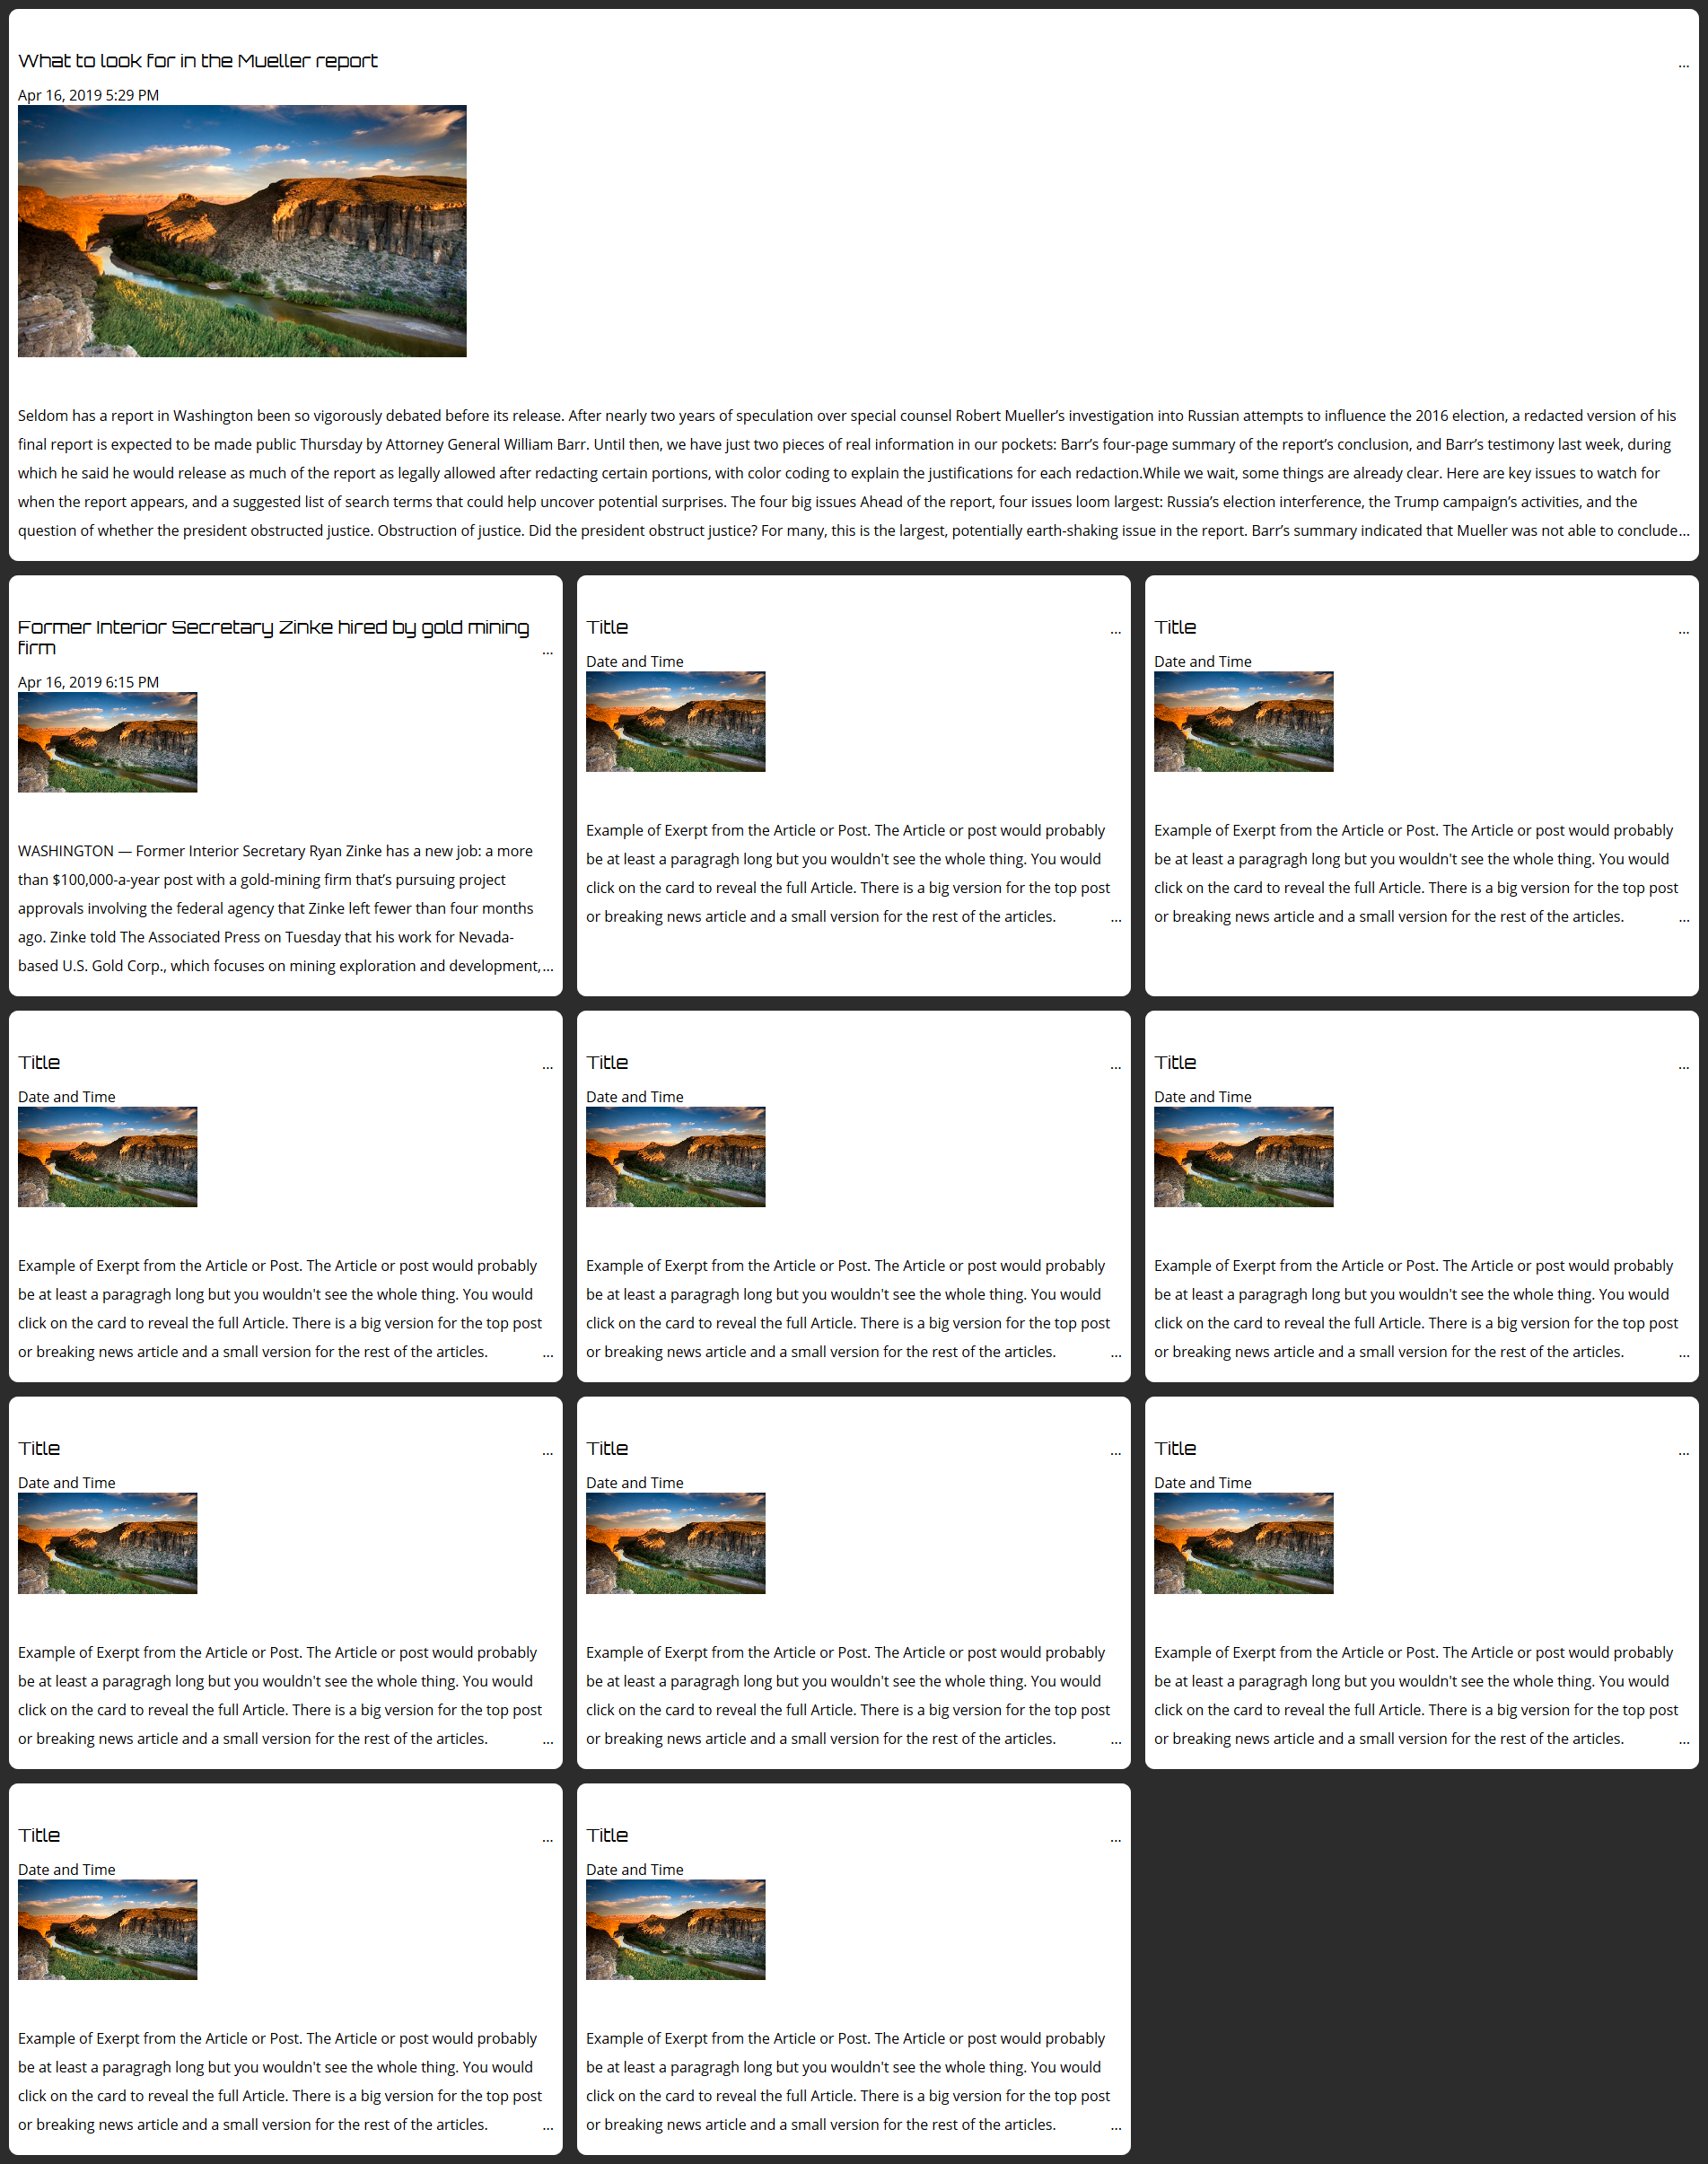 What to look for in the Mueller report
...
Apr 16, 2019 5:29 PM
Seldom has a report in Washington been so vigorously debated before its release. After nearly two years of speculation over special counsel Robert Mueller’s investigation into Russian attempts to influence the 2016 election, a redacted version of his
final report is expected to be made public Thursday by Attorney General William Barr. Until then, we have just two pieces of real information in our pockets: Barr’s four-page summary of the report’s conclusion, and Barr’s testimony last week, during
which he said he would release as much of the report as legally allowed after redacting certain portions, with color coding to explain the justifications for each redaction.While we wait, some things are already clear. Here are key issues to watch for
when the report appears, and a suggested list of search terms that could help uncover potential surprises. The four big issues Ahead of the report, four issues loom largest: Russia’s election interference, the Trump campaign’s activities, and the
question of whether the president obstructed justice. Obstruction of justice. Did the president obstruct justice? For many, this is the largest, potentially earth-shaking issue in the report. Barr’s summary indicated that Mueller was not able to conclude...
Former Interior Secretary Zinke hired by gold mining
firm
...
Apr 16, 2019 6:15 PM
WASHINGTON — Former Interior Secretary Ryan Zinke has a new job: a more
than $100,000-a-year post with a gold-mining firm that’s pursuing project
approvals involving the federal agency that Zinke left fewer than four months
ago. Zinke told The Associated Press on Tuesday that his work for Nevada-
based U.S. Gold Corp., which focuses on mining exploration and development,...
Title
...
Date and Time
Example of Exerpt from the Article or Post. The Article or post would probably
be at least a paragragh long but you wouldn't see the whole thing. You would
click on the card to reveal the full Article. There is a big version for the top post
or breaking news article and a small version for the rest of the articles. ...
Title
...
Date and Time
Example of Exerpt from the Article or Post. The Article or post would probably
be at least a paragragh long but you wouldn't see the whole thing. You would
click on the card to reveal the full Article. There is a big version for the top post
or breaking news article and a small version for the rest of the articles. ...
Title
...
Date and Time
Example of Exerpt from the Article or Post. The Article or post would probably
be at least a paragragh long but you wouldn't see the whole thing. You would
click on the card to reveal the full Article. There is a big version for the top post
or breaking news article and a small version for the rest of the articles. ...
Title
...
Date and Time
Example of Exerpt from the Article or Post. The Article or post would probably
be at least a paragragh long but you wouldn't see the whole thing. You would
click on the card to reveal the full Article. There is a big version for the top post
or breaking news article and a small version for the rest of the articles. ...
Title
...
Date and Time
Example of Exerpt from the Article or Post. The Article or post would probably
be at least a paragragh long but you wouldn't see the whole thing. You would
click on the card to reveal the full Article. There is a big version for the top post
or breaking news article and a small version for the rest of the articles. ...
Title
...
Date and Time
Example of Exerpt from the Article or Post. The Article or post would probably
be at least a paragragh long but you wouldn't see the whole thing. You would
click on the card to reveal the full Article. There is a big version for the top post
or breaking news article and a small version for the rest of the articles. ...
Title
...
Date and Time
Example of Exerpt from the Article or Post. The Article or post would probably
be at least a paragragh long but you wouldn't see the whole thing. You would
click on the card to reveal the full Article. There is a big version for the top post
or breaking news article and a small version for the rest of the articles. ...
Title
...
Date and Time
Example of Exerpt from the Article or Post. The Article or post would probably
be at least a paragragh long but you wouldn't see the whole thing. You would
click on the card to reveal the full Article. There is a big version for the top post
or breaking news article and a small version for the rest of the articles. ...
Title
...
Date and Time
Example of Exerpt from the Article or Post. The Article or post would probably
be at least a paragragh long but you wouldn't see the whole thing. You would
click on the card to reveal the full Article. There is a big version for the top post
or breaking news article and a small version for the rest of the articles. ...
Title
...
Date and Time
Example of Exerpt from the Article or Post. The Article or post would probably
be at least a paragragh long but you wouldn't see the whole thing. You would
click on the card to reveal the full Article. There is a big version for the top post
or breaking news article and a small version for the rest of the articles. ...